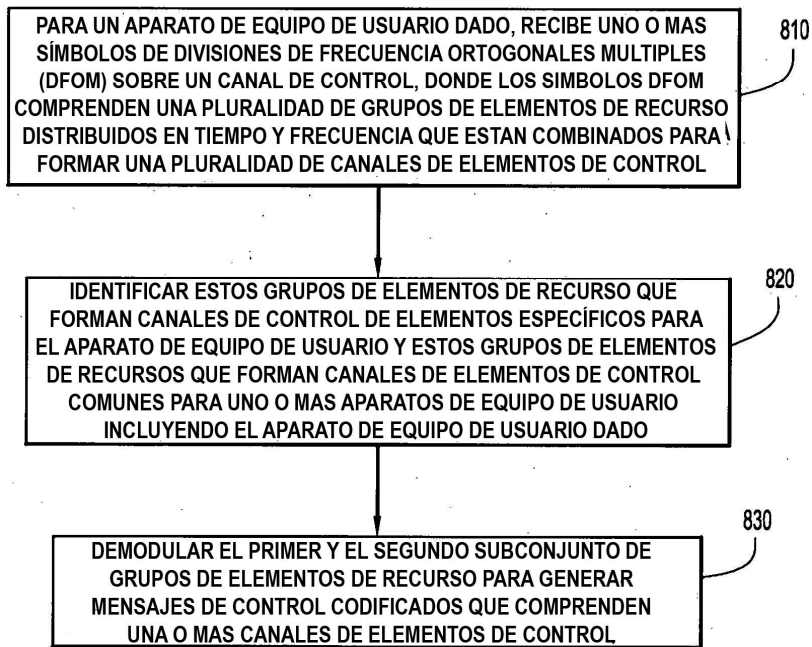 PARA UN APARATO DE EQUIPO DE USUARIO DADO, RECIBE UNO O MAS
SÍMBOLOS DE DIVISIONES DE FRECUENCIA ORTOGONALES MULTIPLES
(DFOM) SOBRE UN CANAL DE CONTROL, DONDE LOS SIMBOLOS DFOM
COMPRENDEN UNA PLURALIDAD DE GRUPOS DE ELEMENTOS DE RECURSO
DISTRIBUIDOS EN TIEMPO Y FRECUENCIA QUE ESTAN COMBINADOS PARA
FORMAR UNA PLURALIDAD DE CANALES DE ELEMENTOS DE CONTROL
810
IDENTIFICAR ESTOS GRUPOS DE ELEMENTOS DE RECURSO QUE
FORMAN CANALES DE CONTROL DE ELEMENTOS ESPECÍFICOS PARA
EL APARATO DE EQUIPO DE USUARIO Y ESTOS GRUPOS DE ELEMENTOS
DE RECURSOS QUE FORMAN CANALES DE ELEMENTOS DE CONTROL
COMUNES PARA UNO O MAS APARATOS DE EQUIPO DE USUARIO
INCLUYENDO EL APARATO DE EQUIPO DE USUARIO DADO
820
DEMODULAR EL PRIMER Y EL SEGUNDO SUBCONJUNTO DE
GRUPOS DE ELEMENTOS DE RECURSO PARA GENERAR
MENSAJES DE CONTROL CODIFICADOS QUE COMPRENDEN
UNA O MAS CANALES DE ELEMENTOS DE CONTROL
830